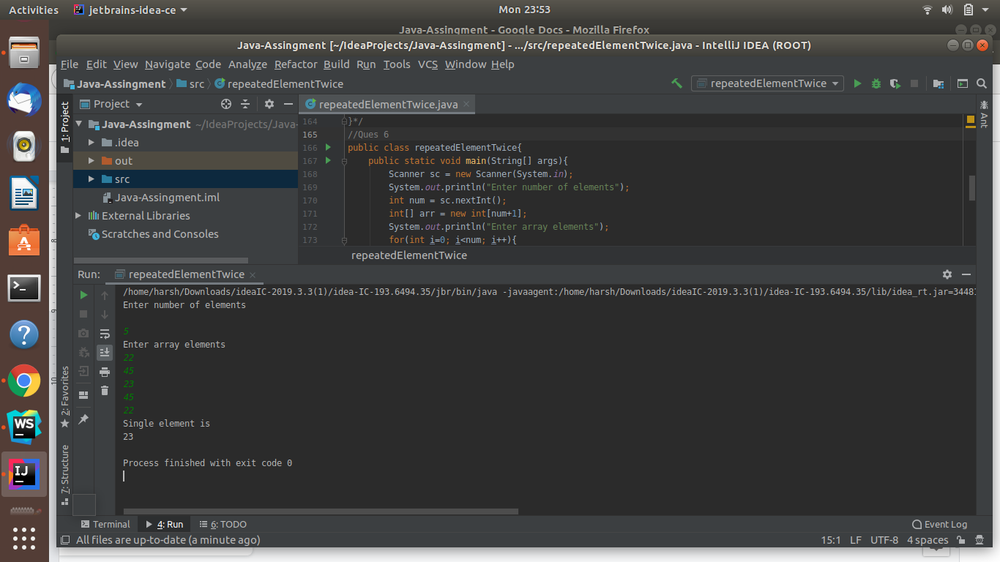 Activities jetbrains-idea-ce Mon 23:53
Java-Assingment - Google Docs - Mozilla Firefox
Java-Assingment [~/IdeaProjects/Java-Assingment] - .../src/repeatedElementTwice.java - IntelliJ IDEA (ROOT)
File Edit View Navigate Code Analyze Refactor Build Run Tools VCS Window Help
Java-Assingment src repeatedElementTwice repeatedElementTwice
1: Project
Project
repeatedElementTwice.java
Ant
Java-Assingment ~/IdeaProjects/Java-
.idea
out
src
Java-Assingment.iml
External Libraries
Scratches and Consoles
164 }*/
165 //Ques 6
166 public class repeatedElementTwice{
167 public static void main(String[] args){
168 Scanner sc = new Scanner(System.in);
169 System.out.println("Enter number of elements");
170 int num = sc.nextInt();
171 int[] arr = new int[num+1];
172 System.out.println("Enter array elements");
173 for(int i=0; i<num; i++){
repeatedElementTwice
8
9
10
Run: repeatedElementTwice
/home/harsh/Downloads/ideaIC-2019.3.3(1)/idea-IC-193.6494.35/jbr/bin/java -javaagent:/home/harsh/Downloads/ideaIC-2019.3.3(1)/idea-IC-193.6494.35/lib/idea_rt.jar=34481
Enter number of elements
5
Enter array elements
22
45
23
45
22
Single element is
23
Process finished with exit code 0
2: Favorites
7: Structure
WS
IJ
Terminal 4: Run 6: TODO Event Log
All files are up-to-date (a minute ago) 15:1 LF UTF-8 4 spaces